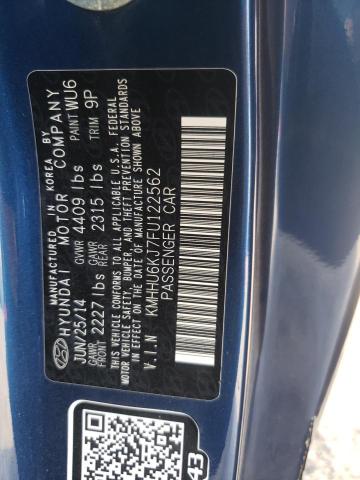 MANUFACTURED IN KOREA BY
HYUNDAI MOTOR COMPANY
JUN/25/14 GVWR 4409 lbs PAINT WU6
GAWR FRONT 2227 lbs GAWR REAR 2315 lbs TRIM 9P
THIS VEHICLE CONFORMS TO ALL APPLICABLE U.S.A. FEDERAL
MOTOR VEHICLE SAFETY, BUMPER, AND THEFT PREVENTION STANDARDS
IN EFFECT ON THE DATE OF MANUFACTURE SHOWN ABOVE.
V.I.N KMHHU6KJ7FU122562
PASSENGER CAR
43